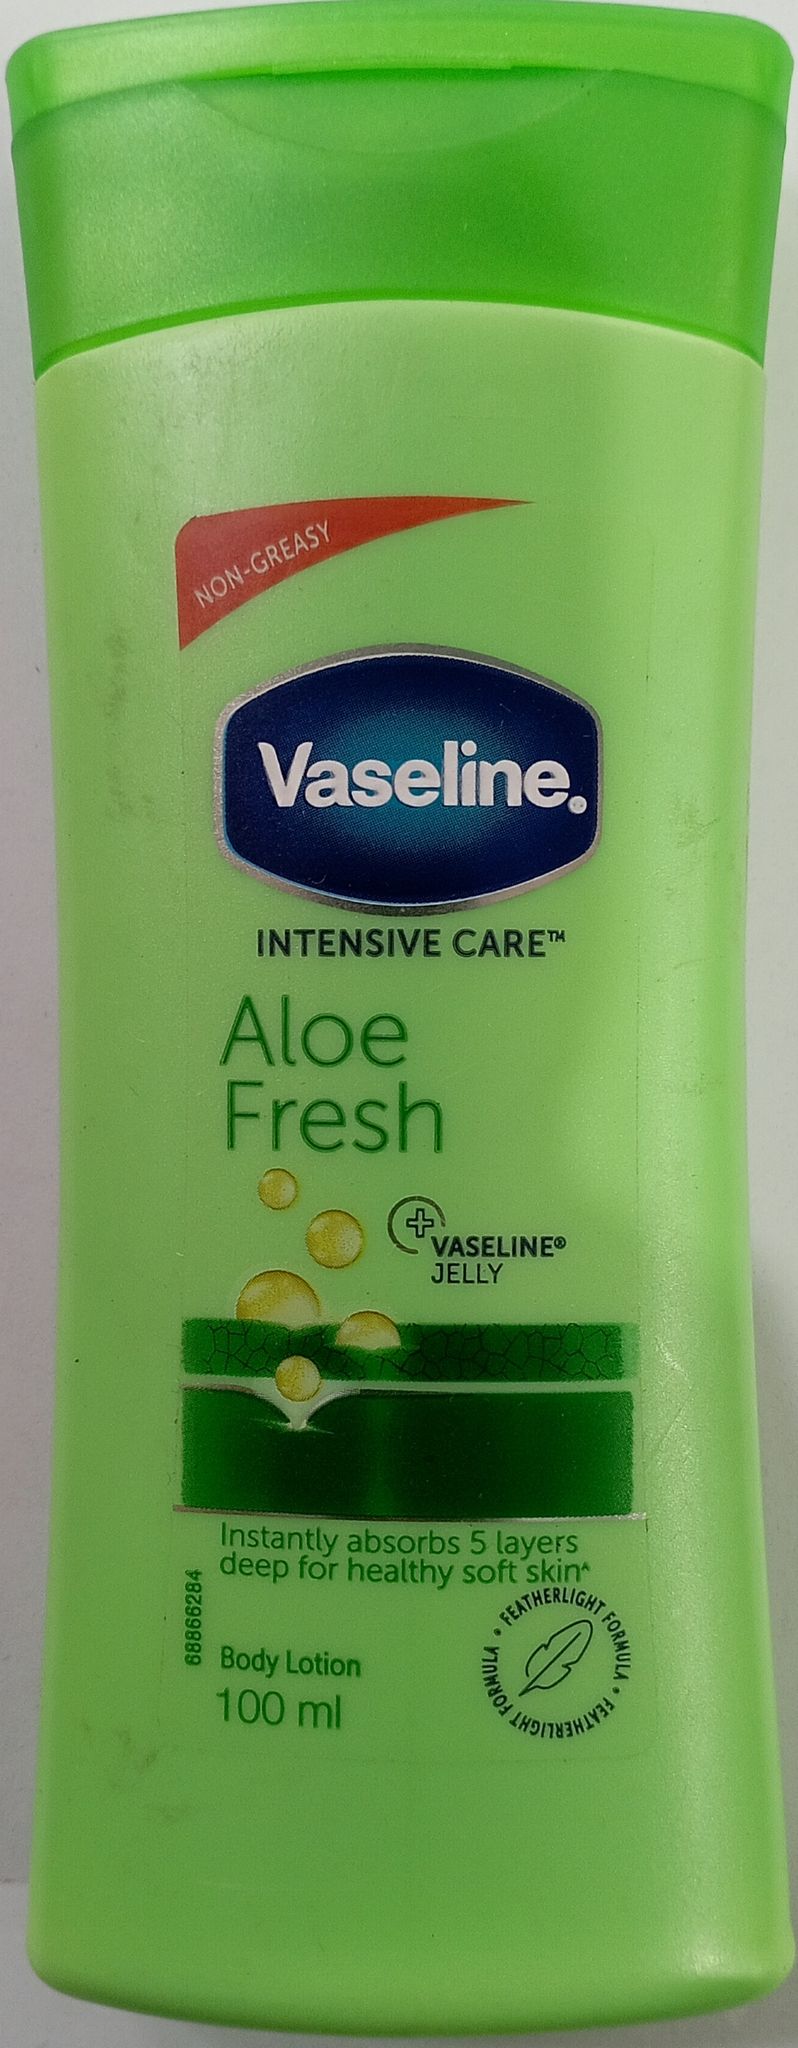 NON-GREASY
Vaseline®
INTENSIVE CARE™
Aloe
Fresh
VASELINE®
JELLY
Instantly absorbs 5 layers
deep for healthy soft skin^
68866284
Body Lotion
100 ml
FEATHERLIGHT FORMULA • FEATHERLIGHT FORMULA •